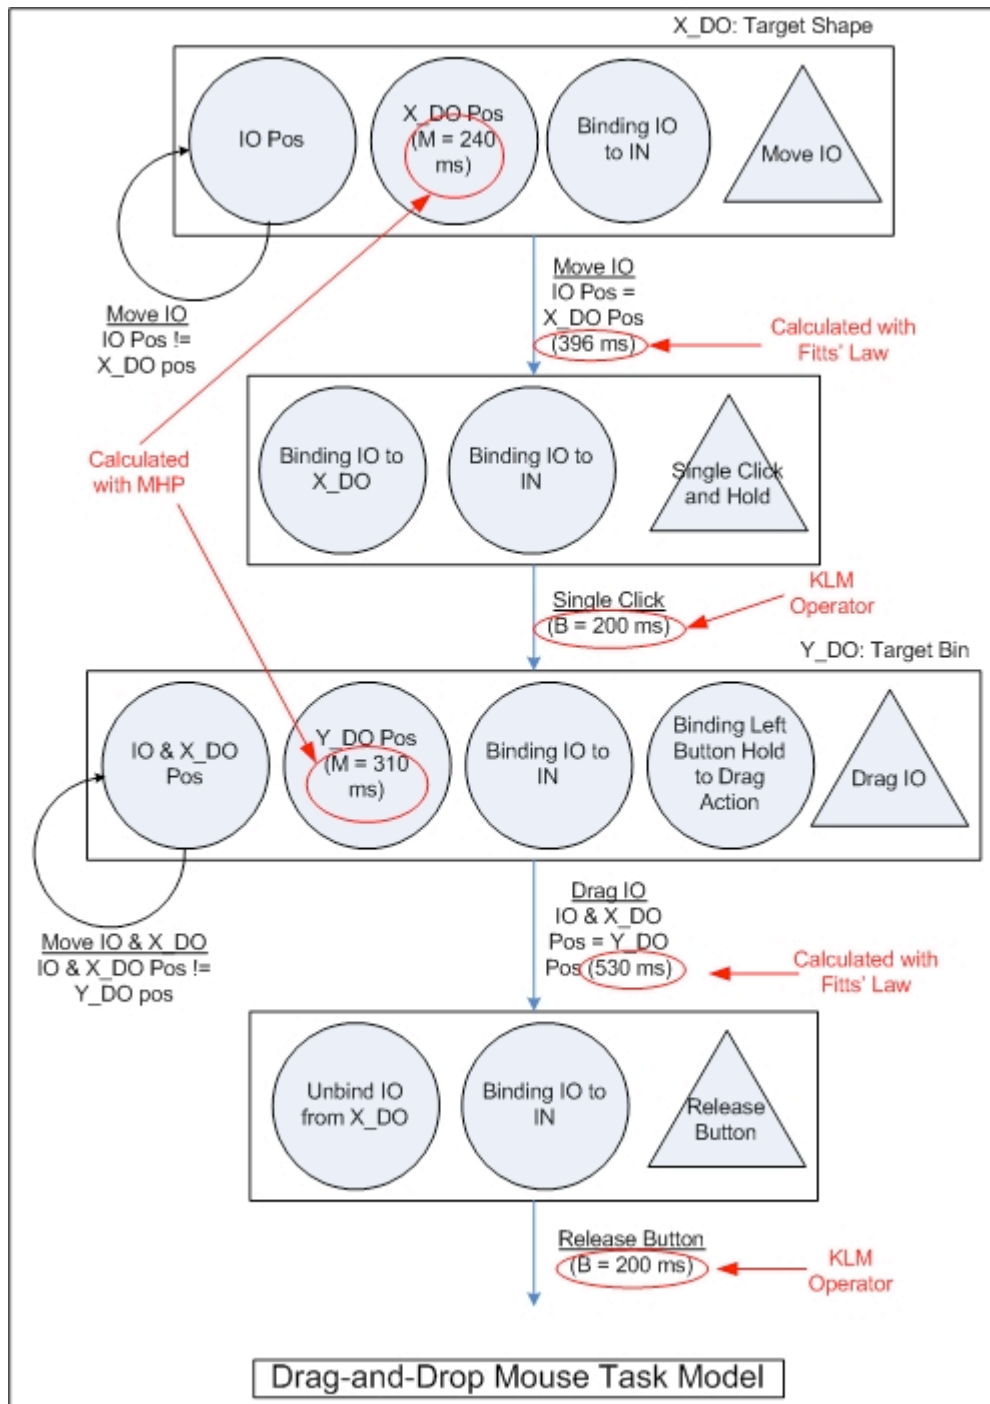 X_DO: Target Shape
IO Pos
X_DO Pos
(M = 240
ms)
Binding IO
to IN
Move IO
Move IO
IO Pos !=
X_DO pos
Move IO
IO Pos =
X_DO Pos
(396 ms)
Calculated with
Fitts' Law
Calculated
with MHP
Binding IO to
X_DO
Binding IO to
IN
Single Click
and Hold
Single Click
(B = 200 ms)
KLM
Operator
Y_DO: Target Bin
IO & X_DO
Pos
Y_DO Pos
(M = 310
ms)
Binding IO to
IN
Binding Left
Button Hold
to Drag
Action
Drag IO
Move IO & X_DO
IO & X_DO Pos !=
Y_DO pos
Drag IO
IO & X_DO
Pos = Y_DO
Pos (530 ms)
Calculated with
Fitts' Law
Unbind IO
from X_DO
Binding IO to
IN
Release
Button
Release Button
(B = 200 ms)
KLM
Operator
Drag-and-Drop Mouse Task Model